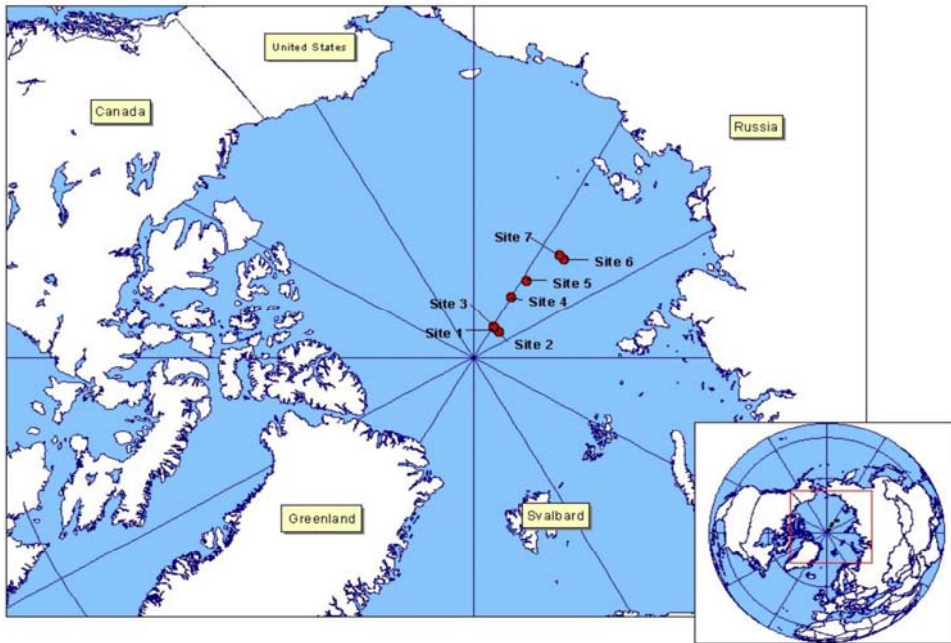 United States
Canada
Russia
Site 7
Site 6
Site 5
Site 3
Site 4
Site 1
Site 2
Greenland
Svalbard